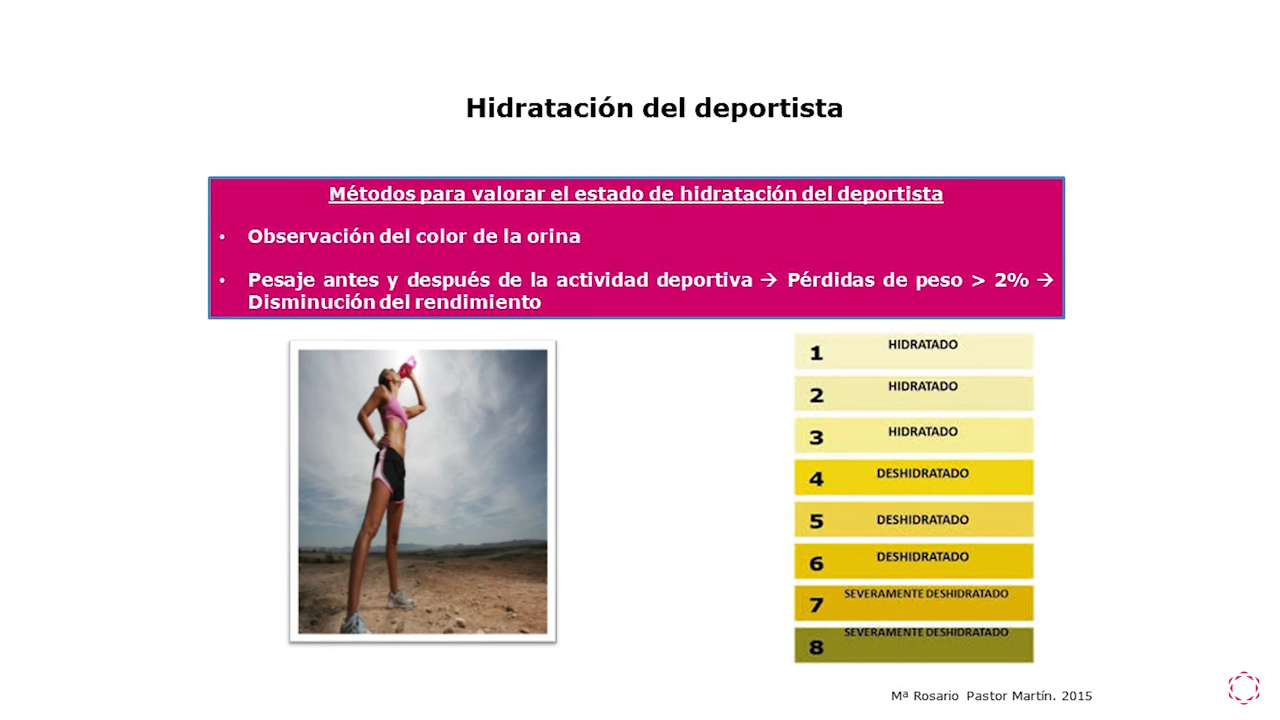 Hidratación del deportista
Métodos para valorar el estado de hidratación del deportista
• Observación del color de la orina
• Pesaje antes y después de la actividad deportiva → Pérdidas de peso > 2% →
Disminución del rendimiento
1 HIDRATADO
2 HIDRATADO
3 HIDRATADO
4 DESHIDRATADO
5 DESHIDRATADO
6 DESHIDRATADO
7 SEVERAMENTE DESHIDRATADO
8 SEVERAMENTE DESHIDRATADO
Mª Rosario Pastor Martín. 2015